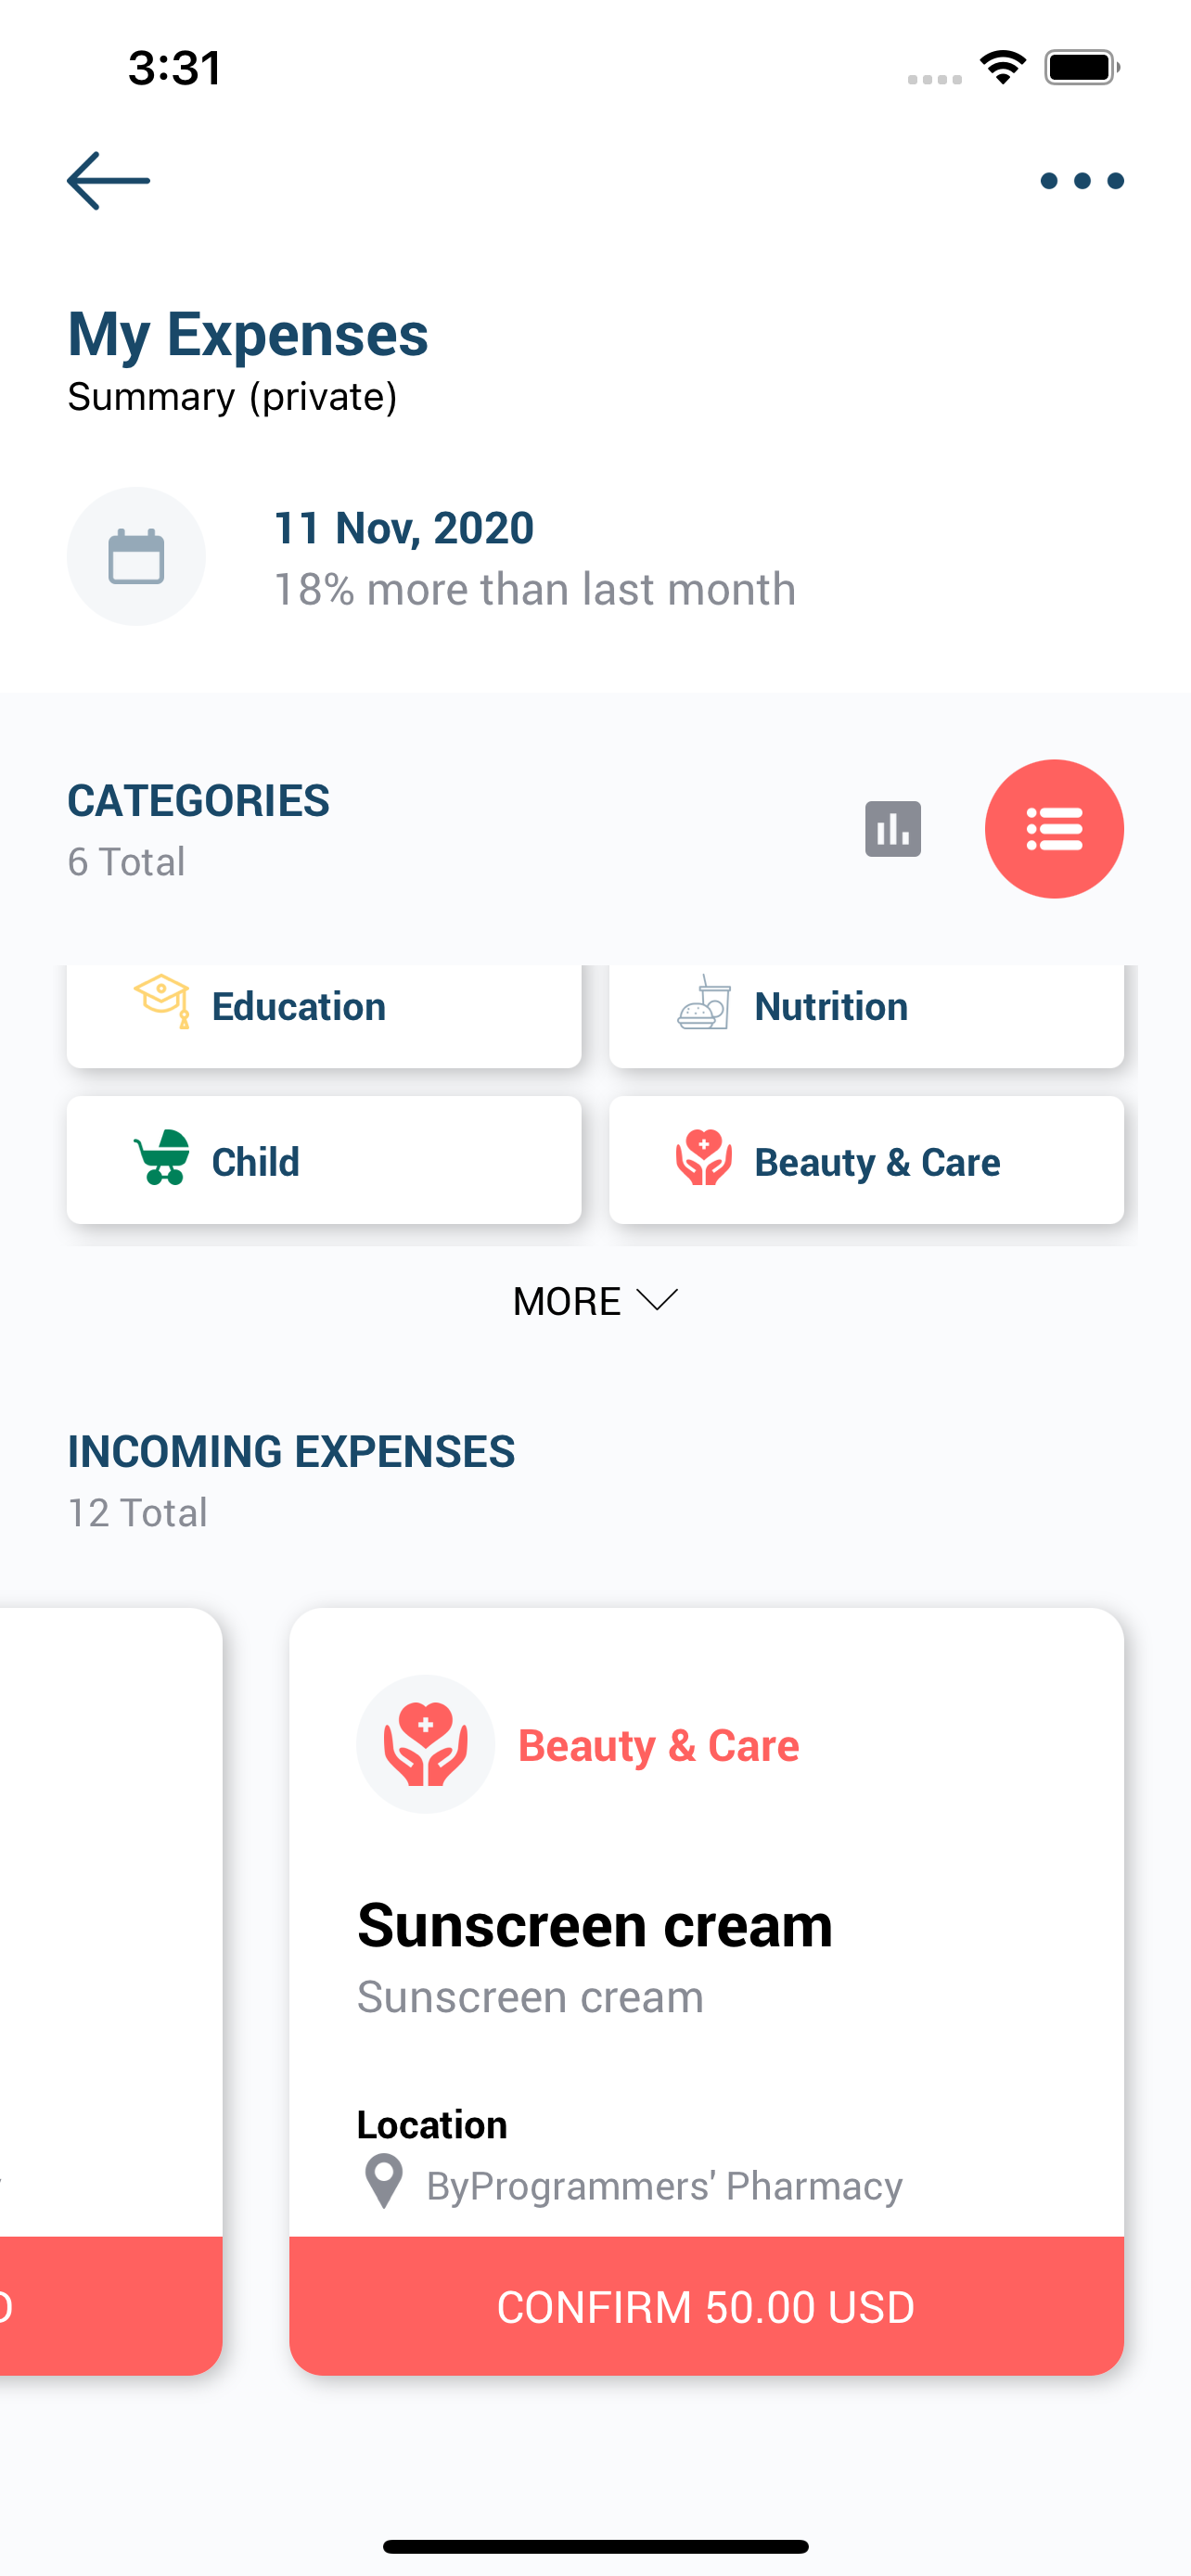 3:31
My Expenses
Summary (private)
11 Nov, 2020
18% more than last month
CATEGORIES
6 Total
Education
Nutrition
Child
Beauty & Care
MORE
INCOMING EXPENSES
12 Total
Beauty & Care
Sunscreen cream
Sunscreen cream
Location
ByProgrammers' Pharmacy
CONFIRM 50.00 USD